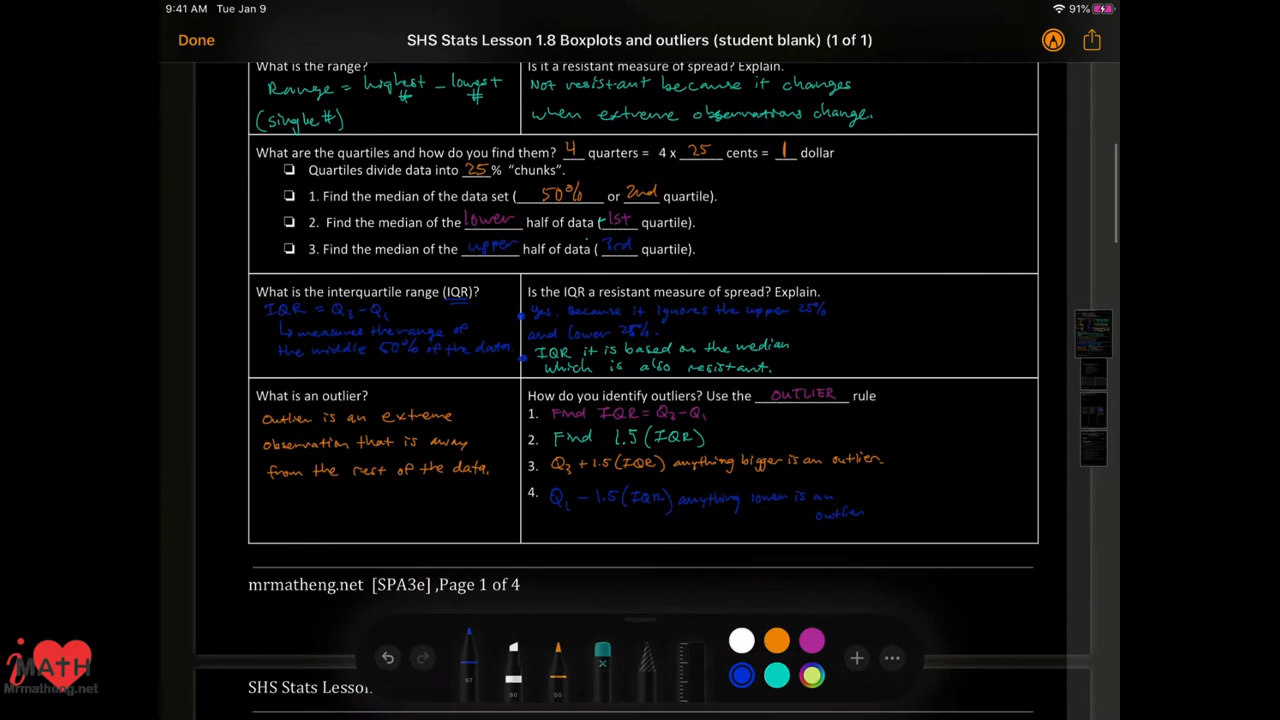 9:41 AM Tue Jan 9
91%
Done
SHS Stats Lesson 1.8 Boxplots and outliers (student blank) (1 of 1)
What is the range?
Range = highest # - lowest #
(single #)
Is it a resistant measure of spread? Explain.
Not resistant because it changes
when extreme observations change.
What are the quartiles and how do you find them? 4 quarters = 4 x 25 cents = 1 dollar
Quartiles divide data into 25 % “chunks”.
1. Find the median of the data set ( 50% or 2nd quartile).
2. Find the median of the lower half of data ( 1st quartile).
3. Find the median of the upper half of data ( 3rd quartile).
What is the interquartile range (IQR)?
IQR = Q3 - Q1
↳ measures the range of
the middle 50% of the data.
Is the IQR a resistant measure of spread? Explain.
Yes. Because it ignores the upper 25%
and lower 25%.
IQR it is based on the median
which is also resistant.
What is an outlier?
Outlier is an extreme
observation that is away
from the rest of the data.
How do you identify outliers? Use the OUTLIER rule
1. Find IQR = Q3 - Q1
2. Find 1.5 (IQR)
3. Q3 + 1.5 (IQR) anything bigger is an outlier.
4. Q1 - 1.5 (IQR) anything lower is an
outlier
mrmatheng.net [SPA3e] ,Page 1 of 4
SHS Stats Lesson
97
80
50
i MATH
Mrmatheng.net